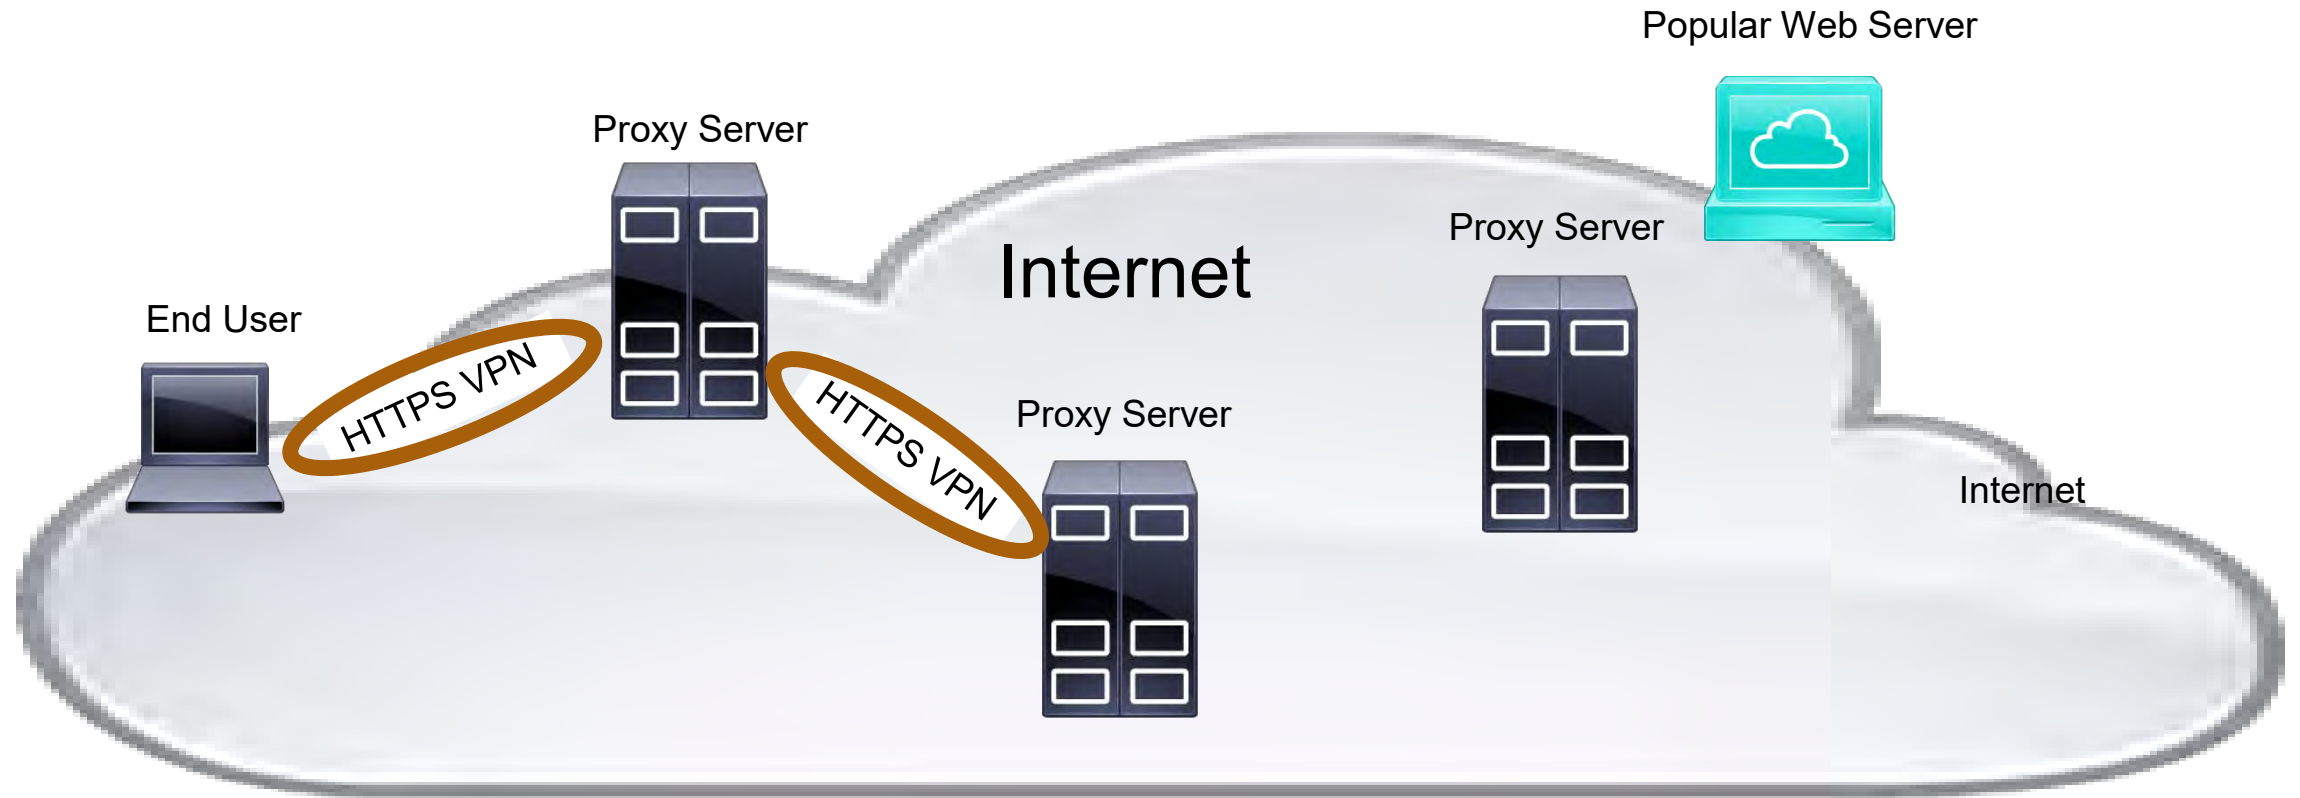 Popular Web Server
Proxy Server
Proxy Server
Internet
End User
HTTPS VPN
HTTPS VPN
Proxy Server
Internet